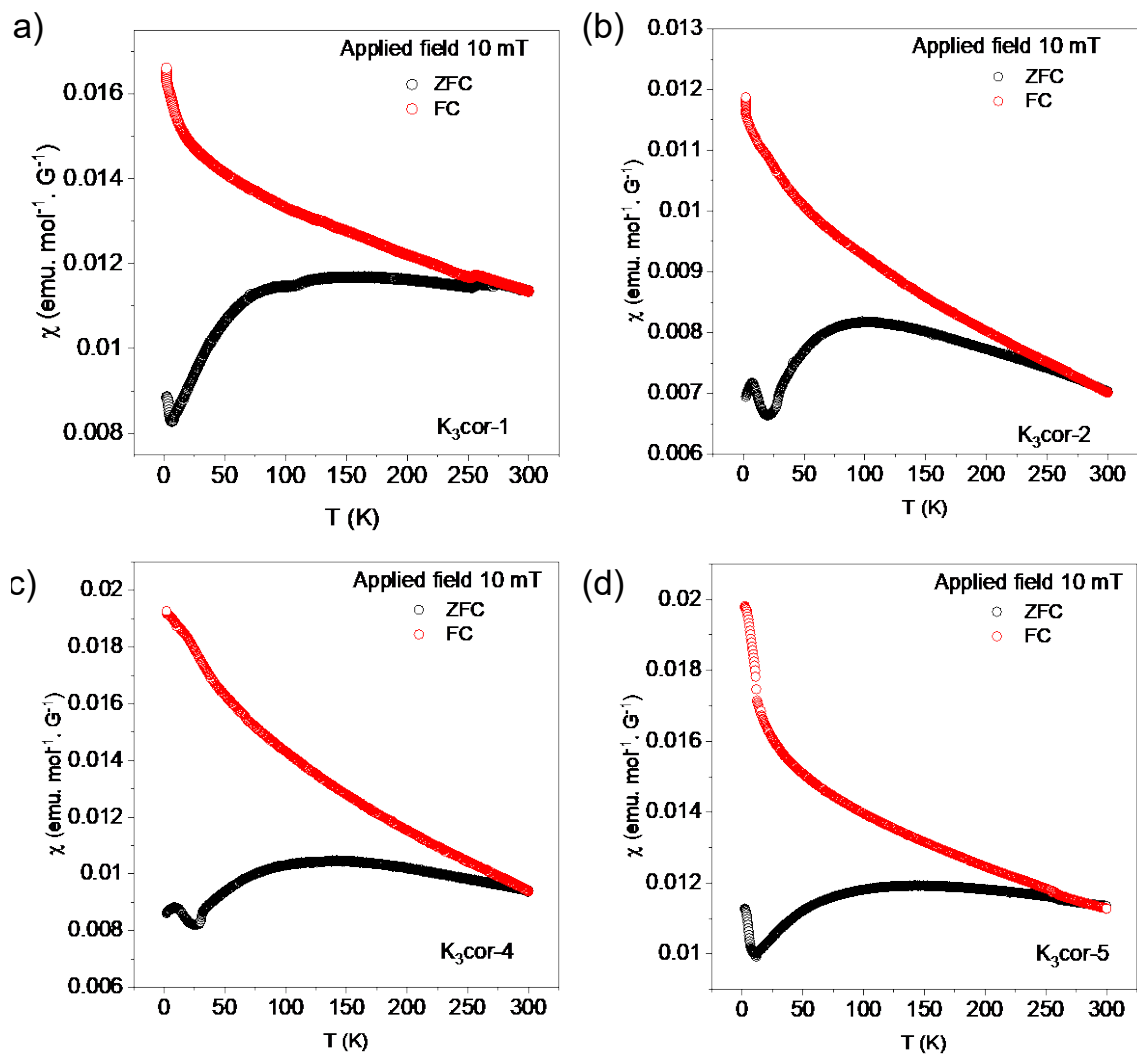 a)
Applied field 10 mT
ZFC
FC
0.016
0.014
0.012
0.01
0.008
χ (emu. mol⁻¹. G⁻¹)
K₃cor-1
0 50 100 150 200 250 300
T (K)
(b)
0.013
Applied field 10 mT
ZFC
FC
0.012
0.011
0.01
0.009
0.008
0.007
0.006
χ (emu. mol⁻¹. G⁻¹)
K₃cor-2
0 50 100 150 200 250 300
T (K)
c)
0.02
Applied field 10 mT
ZFC
FC
0.018
0.016
0.014
0.012
0.01
0.008
0.006
χ (emu. mol⁻¹. G⁻¹)
K₃cor-4
0 50 100 150 200 250 300
T (K)
(d)
Applied field 10 mT
ZFC
FC
0.02
0.018
0.016
0.014
0.012
0.01
χ (emu. mol⁻¹. G⁻¹)
K₃cor-5
0 50 100 150 200 250 300
T (K)